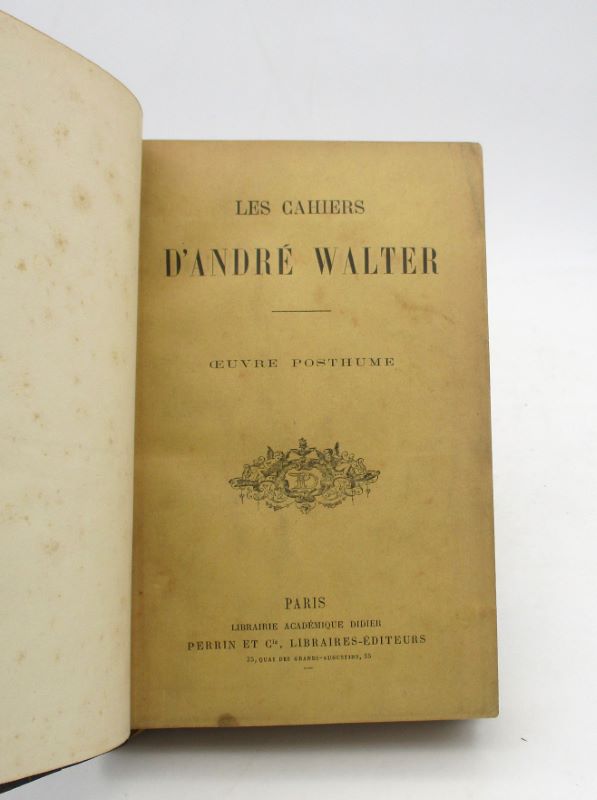 LES CAHIERS
D'ANDRÉ WALTER
ŒUVRE POSTHUME
PARIS
LIBRAIRIE ACADÉMIQUE DIDIER
PERRIN ET Cie, LIBRAIRES-ÉDITEURS
35, QUAI DES GRANDS-AUGUSTINS, 35